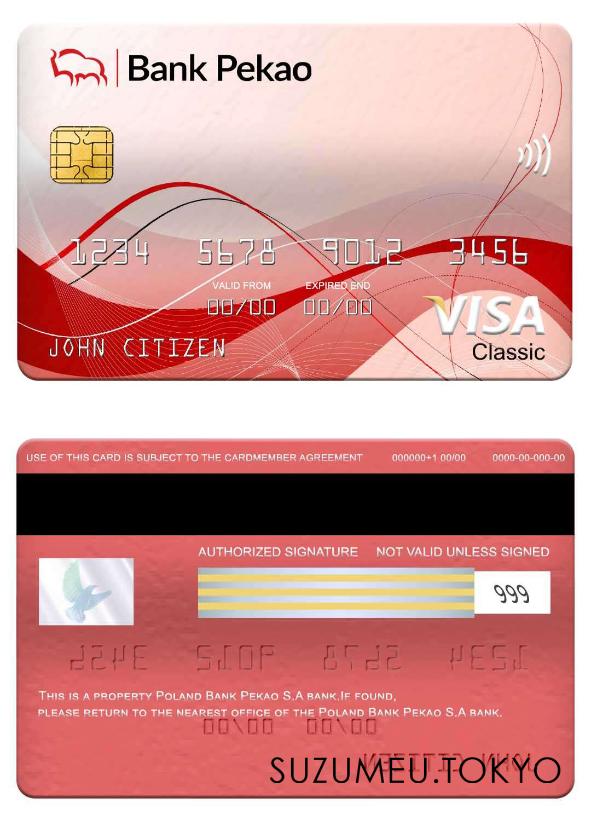 Bank Pekao
1234 5678 9012 3456
VALID FROM EXPIRED END
00/00 00/00
VISA
JOHN CITIZEN
Classic
USE OF THIS CARD IS SUBJECT TO THE CARDMEMBER AGREEMENT 000000+1 00/00 0000-00-000-00
AUTHORIZED SIGNATURE NOT VALID UNLESS SIGNED
999
THIS IS A PROPERTY POLAND BANK PEKAO S.A BANK.IF FOUND,
PLEASE RETURN TO THE NEAREST OFFICE OF THE POLAND BANK PEKAO S.A BANK.
SUZUMEU.TOKYO